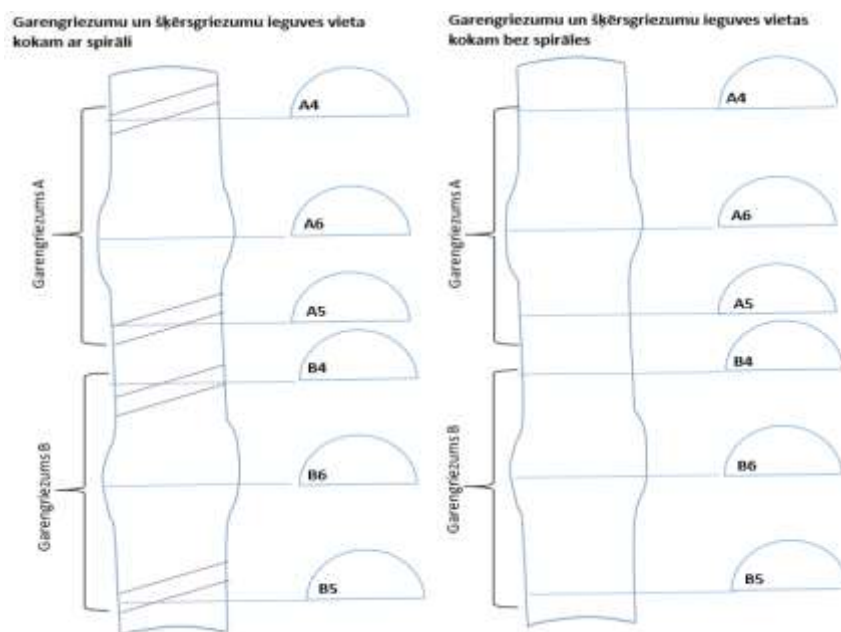 Garengriezumu un šķērsgriezumu ieguves vieta
kokam ar spirāli
A4
A6
A5
B4
B6
B5
Garengriezums A
Garengriezums B
Garengriezumu un šķērsgriezumu ieguves vietas
kokam bez spirāles
A4
A6
A5
B4
B6
B5
Garengriezums A
Garengriezums B